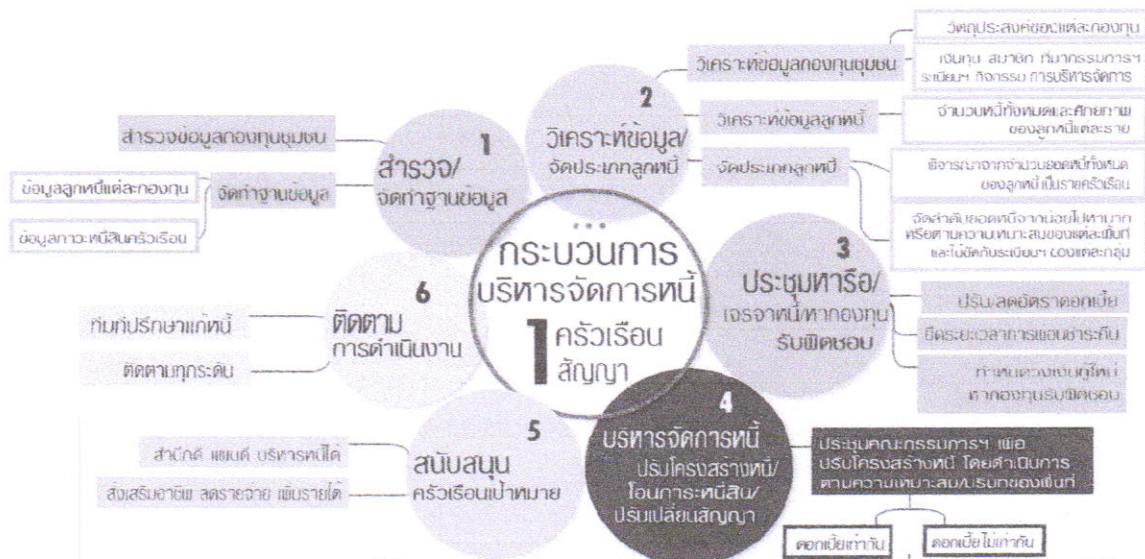 กระบวนการ
บริหารจัดการหนี้
1 ครัวเรือน
สัญญา
1
สำรวจ/
จัดทำฐานข้อมูล
สำรวจข้อมูลกองทุนชุมชน
จัดทำฐานข้อมูล
ข้อมูลลูกหนี้แต่ละกองทุน
ข้อมูลภาวะหนี้สินครัวเรือน
2
วิเคราะห์ข้อมูล/
จัดประเภทลูกหนี้
วิเคราะห์ข้อมูลกองทุนชุมชน
วัตถุประสงค์ของแต่ละกองทุน
เงินทุน สมาชิก ที่มากรรมการฯ
ระเบียบฯ กิจกรรม การบริหารจัดการ
วิเคราะห์ข้อมูลลูกหนี้
จำนวนหนี้ทั้งหมดและศักยภาพ
ของลูกหนี้แต่ละราย
จัดประเภทลูกหนี้
พิจารณาจากจำนวนยอดหนี้ทั้งหมด
ของลูกหนี้เป็นรายครัวเรือน
จัดลำดับยอดหนี้จากน้อยไปหามาก
หรือตามความเหมาะสมของแต่ละพื้นที่
และไม่ขัดกับระเบียบฯ ของแต่ละกลุ่ม
3
ประชุมหารือ/
เจรจาหนี้/หากองทุน
รับผิดชอบ
ปรับ/ลดอัตราดอกเบี้ย
ยืดระยะเวลาการผ่อนชำระคืน
กำหนดวงเงินกู้ใหม่
หากองทุนรับผิดชอบ
4
บริหารจัดการหนี้
ปรับโครงสร้างหนี้/
โอนภาระหนี้สิน/
ปรับเปลี่ยนสัญญา
ประชุมคณะกรรมการฯ เพื่อ
ปรับโครงสร้างหนี้ โดยดำเนินการ
ตามความเหมาะสม/บริบทของพื้นที่
ดอกเบี้ยเท่ากัน
ดอกเบี้ยไม่เท่ากัน
5
สนับสนุน
ครัวเรือนเป้าหมาย
สำนึกดี แผนดี บริหารหนี้ได้
ส่งเสริมอาชีพ ลดรายจ่าย เพิ่มรายได้
6
ติดตาม
การดำเนินงาน
ทีมที่ปรึกษาแก้หนี้
ติดตามทุกระดับ